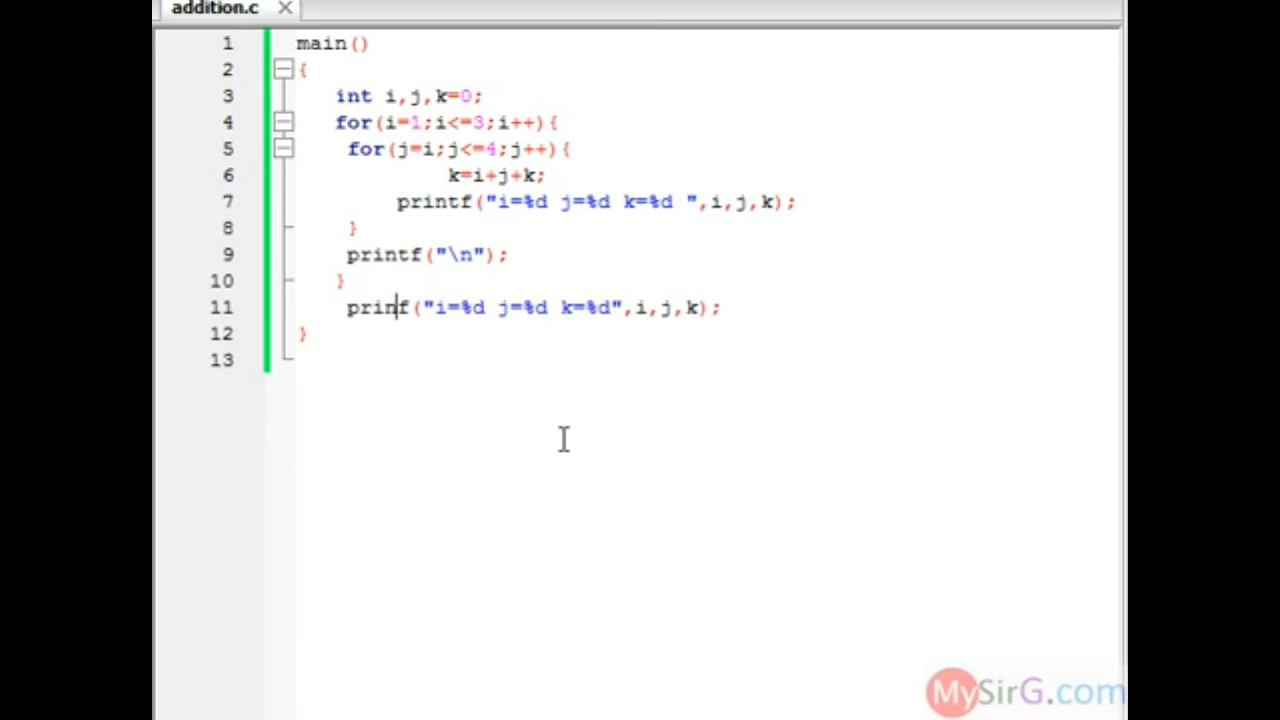 addition.c
1 main()
2 {
3 int i,j,k=0;
4 for(i=1;i<=3;i++){
5 for(j=i;j<=4;j++){
6 k=i+j+k;
7 printf("i=%d j=%d k=%d ",i,j,k);
8 }
9 printf("\n");
10 }
11 prinf("i=%d j=%d k=%d",i,j,k);
12 }
13
MySirG.com